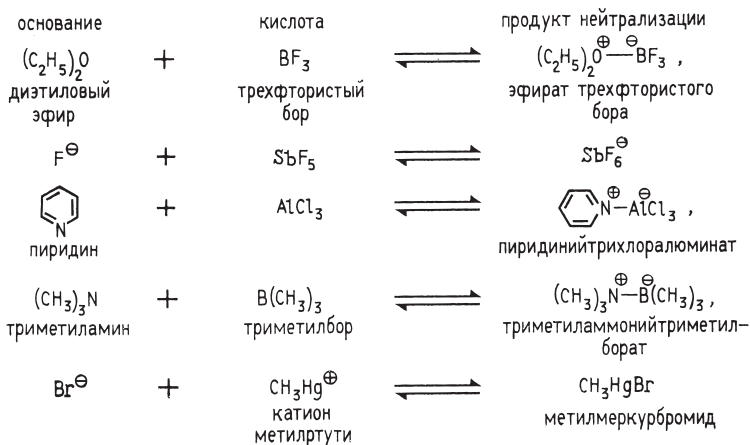 основание кислота продукт нейтрализации
(C₂H₅)₂O + BF₃ ⇌ (C₂H₅)₂O⊕—⊖BF₃ ,
диэтиловый трехфтористый эфират трехфтористого
эфир бор бора
F⊖ + SbF₅ ⇌ SbF₆⊖
N + AlCl₃ ⇌ N⊕—⊖AlCl₃ ,
пиридин пиридинийтрихлоралюминат
(CH₃)₃N + B(CH₃)₃ ⇌ (CH₃)₃N⊕—⊖B(CH₃)₃,
триметиламин триметилбор триметиламмонийтриметил-
борат
Br⊖ + CH₃Hg⊕ ⇌ CH₃HgBr
катион метилмеркурбромид
метилртути